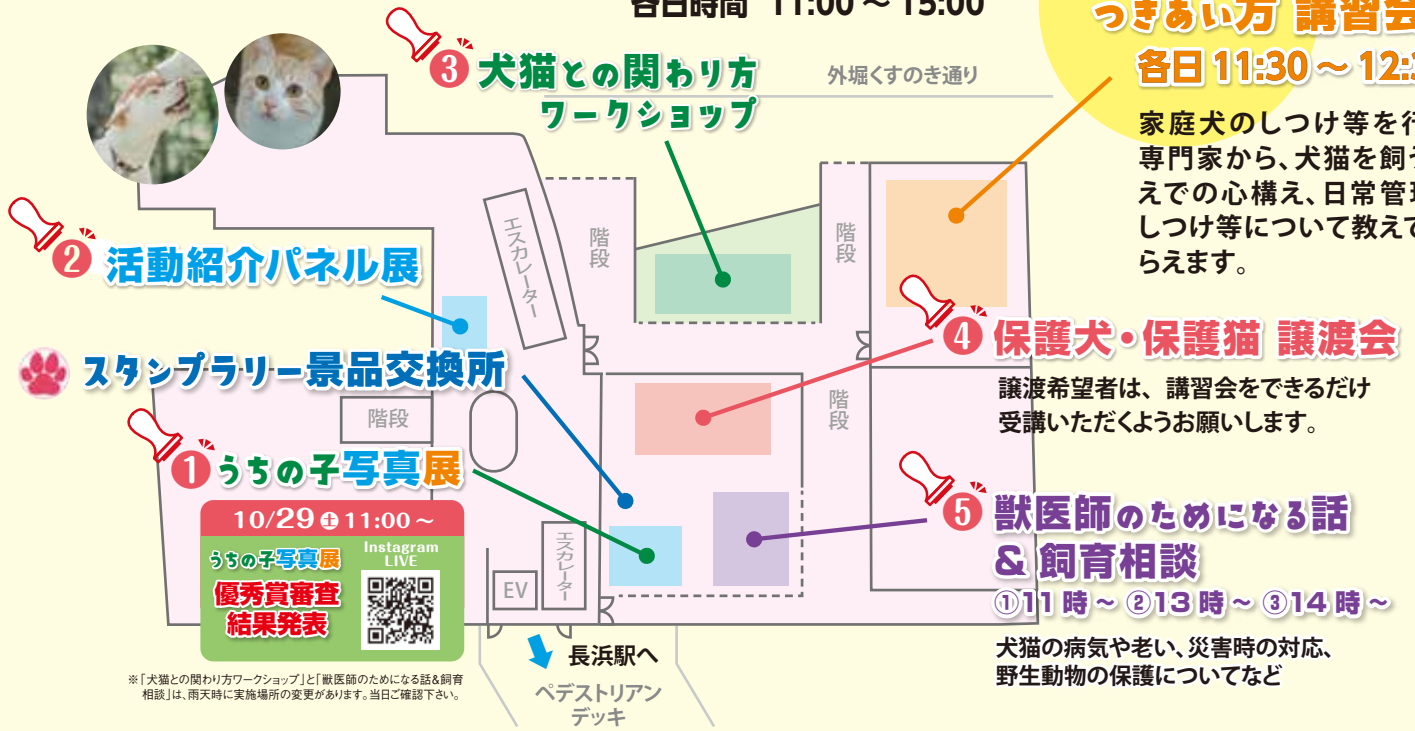 各日時間 11:00 ～ 15:00
つきあい方 講習会
各日 11:30 ～ 12:3
家庭犬のしつけ等を行
専門家から、犬猫を飼う
えでの心構え、日常管理
しつけ等について教えて
らえます。
❸ 犬猫との関わり方
ワークショップ
外堀くすのき通り
エスカレーター
階段
階段
❷ 活動紹介パネル展
スタンプラリー景品交換所
階段
❹ 保護犬・保護猫 譲渡会
譲渡希望者は、講習会をできるだけ
受講いただくようお願いします。
階段
❶ うちの子写真展
10/29 土 11:00 ～
うちの子写真展
優秀賞審査
結果発表
Instagram
LIVE
エスカレーター
EV
❺ 獣医師のためになる話
& 飼育相談
①11 時 ～ ②13 時 ～ ③14 時 ～
犬猫の病気や老い、災害時の対応、
野生動物の保護についてなど
長浜駅へ
ペデストリアン
デッキ
※「犬猫との関わり方ワークショップ」と「獣医師のためになる話&飼育
相談」は、雨天時に実施場所の変更があります。当日ご確認下さい。